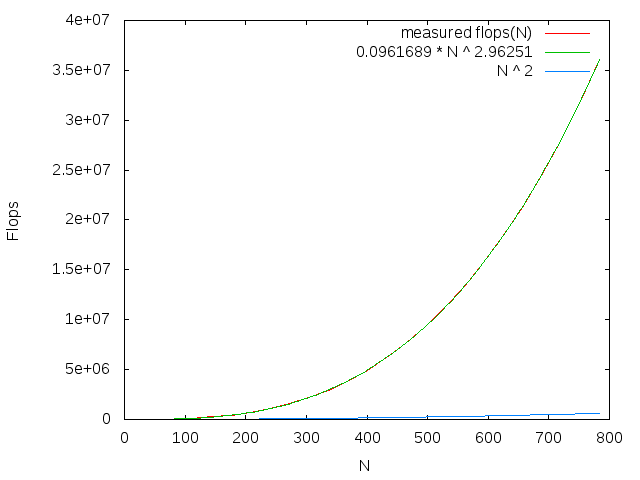 4e+07
measured flops(N)
0.0961689 * N ^ 2.96251
N ^ 2
3.5e+07
3e+07
2.5e+07
2e+07
1.5e+07
1e+07
5e+06
0
Flops
0 100 200 300 400 500 600 700 800
N